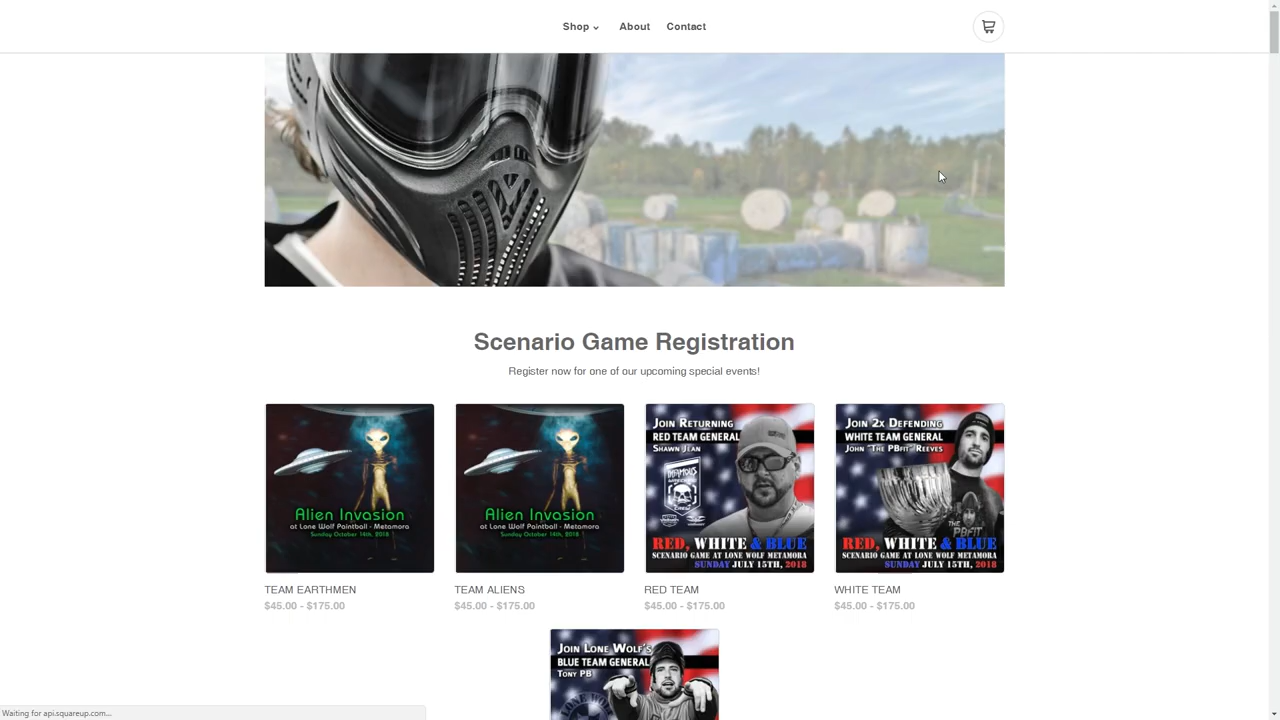 Shop
About
Contact
Scenario Game Registration
Register now for one of our upcoming special events!
Alien Invasion
at Lone Wolf Paintball - Metamora
Sunday October 14th, 2018
TEAM EARTHMEN
$45.00 - $175.00
Alien Invasion
at Lone Wolf Paintball - Metamora
Sunday October 14th, 2018
TEAM ALIENS
$45.00 - $175.00
Join Returning
Red Team General
Shawn Jean
INFAMOUS
RED, WHITE & BLUE
SCENARIO GAME AT LONE WOLF METAMORA
SUNDAY JULY 15TH, 2018
RED TEAM
$45.00 - $175.00
Join 2x Defending
White Team General
John "The PBfit" Reeves
THE
PBFIT
RED, WHITE & BLUE
SCENARIO GAME AT LONE WOLF METAMORA
SUNDAY JULY 15TH, 2018
WHITE TEAM
$45.00 - $175.00
Join Lone Wolf's
Blue Team General
Tony PB
Waiting for api.squareup.com...